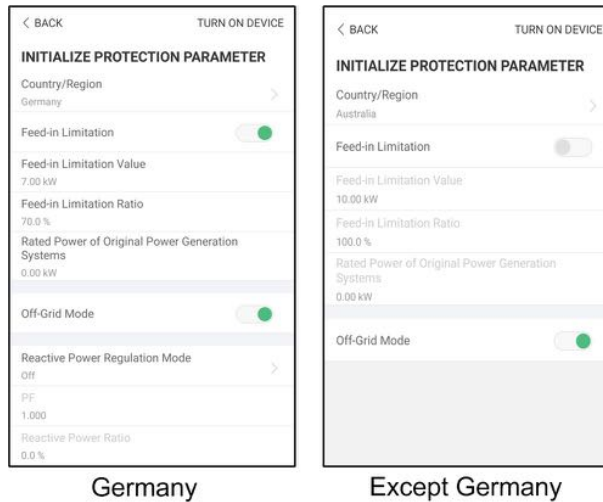 < BACK
TURN ON DEVICE
INITIALIZE PROTECTION PARAMETER
Country/Region
Germany
Feed-in Limitation
Feed-in Limitation Value
7.00 kW
Feed-in Limitation Ratio
70.0 %
Rated Power of Original Power Generation
Systems
0.00 kW
Off-Grid Mode
Reactive Power Regulation Mode
Off
PF
1.000
Reactive Power Ratio
0.0 %
Germany
< BACK
TURN ON DEVICE
INITIALIZE PROTECTION PARAMETER
Country/Region
Australia
Feed-in Limitation
Feed-in Limitation Value
10.00 kW
Feed-in Limitation Ratio
100.0 %
Rated Power of Original Power Generation
Systems
0.00 kW
Off-Grid Mode
Except Germany